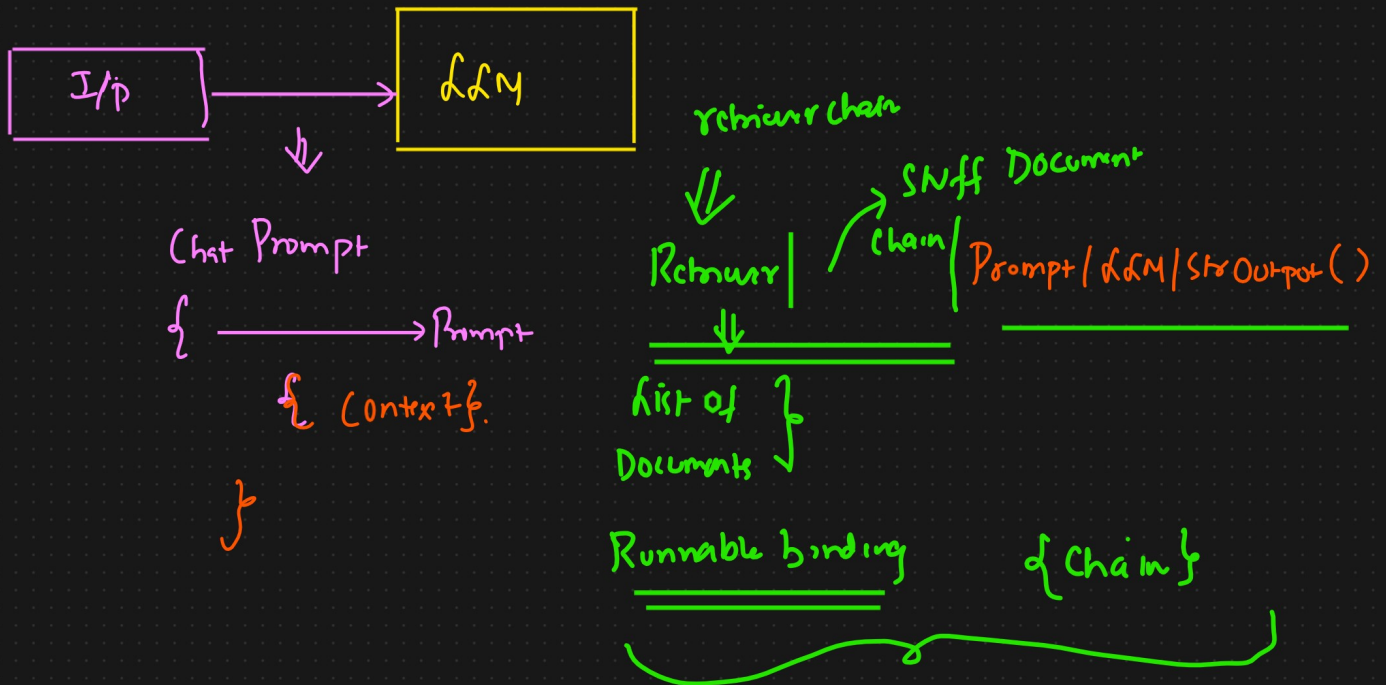 I/p
LLM
retriever chain
Stuff Document
Chain
Chat Prompt
Retriever | | Prompt / LLM / StrOutput ( )
{ Prompt
{ Context }.
List of
Documents }
}
Runnable binding
{ Chain }